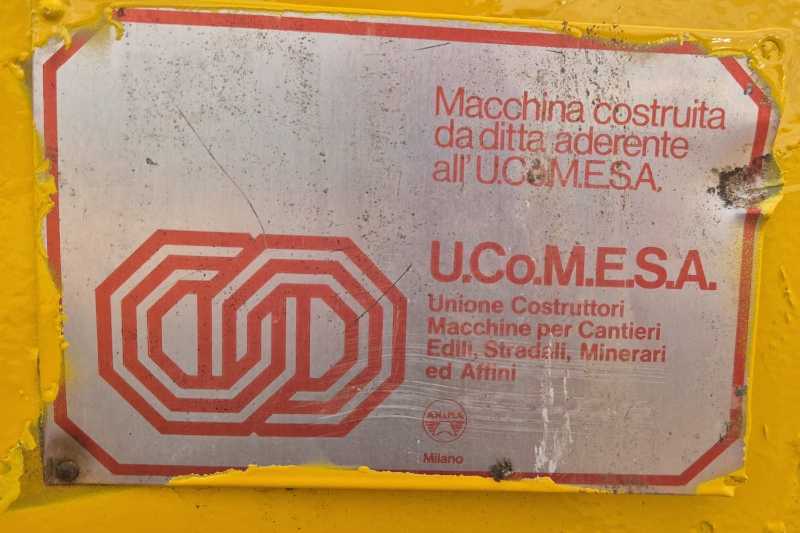 Macchina costruita
da ditta aderente
all'U.Co.M.E.S.A.
U.Co.M.E.S.A.
Unione Costruttori
Macchine per Cantieri
Edili, Stradali, Minerari
ed Affini
ANIMA
Milano